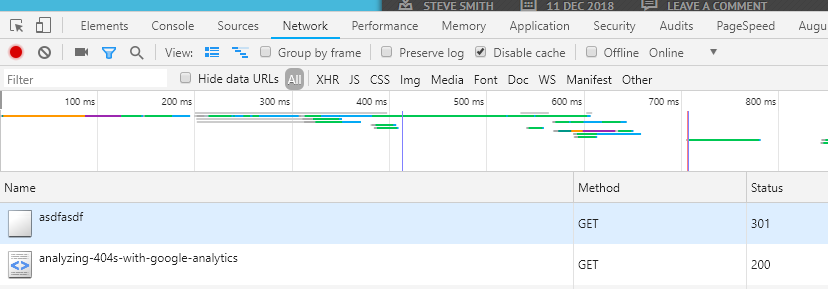 STEVE SMITH 11 DEC 2018 LEAVE A COMMENT
Elements Console Sources Network Performance Memory Application Security Audits PageSpeed Augu
View: Group by frame Preserve log Disable cache Offline Online
Filter Hide data URLs All XHR JS CSS Img Media Font Doc WS Manifest Other
100 ms 200 ms 300 ms 400 ms 500 ms 600 ms 700 ms 800 ms
Name Method Status
asdfasdf GET 301
analyzing-404s-with-google-analytics GET 200